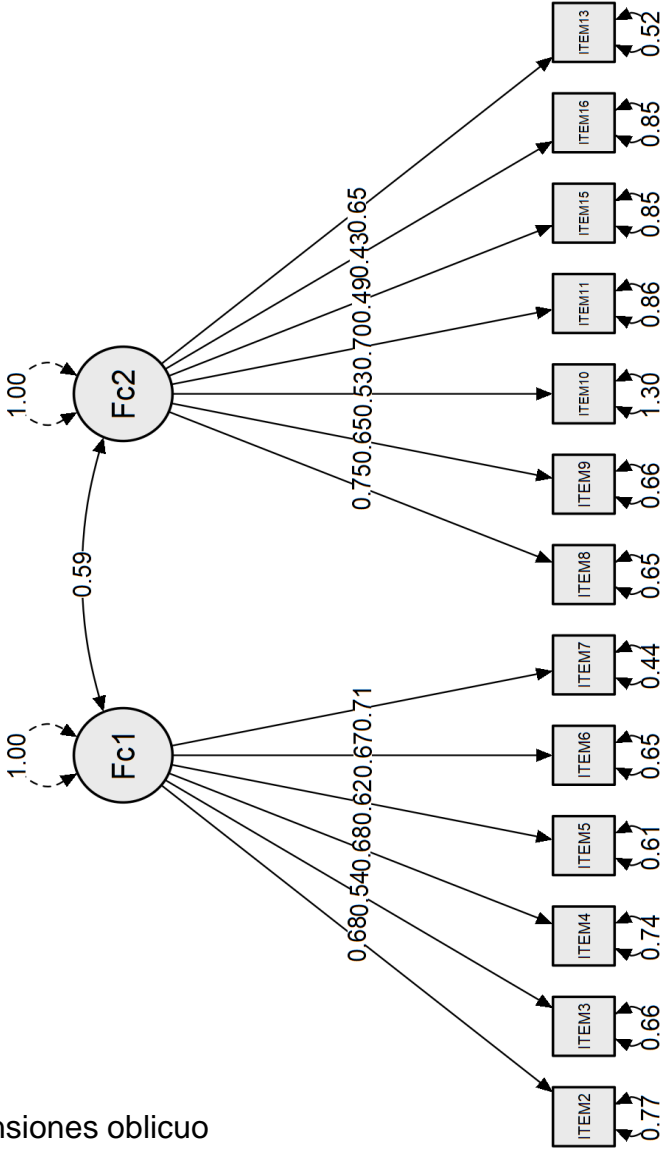 1.00 1.00
0.59
Fc1 Fc2
0.68 0.54 0.68 0.62 0.67 0.71 0.75 0.65 0.53 0.70 0.49 0.43 0.65
ITEM2 ITEM3 ITEM4 ITEM5 ITEM6 ITEM7 ITEM8 ITEM9 ITEM10 ITEM11 ITEM15 ITEM16 ITEM13
0.77 0.66 0.74 0.61 0.65 0.44 0.65 0.66 1.30 0.86 0.85 0.85 0.52
nsiones oblicuo